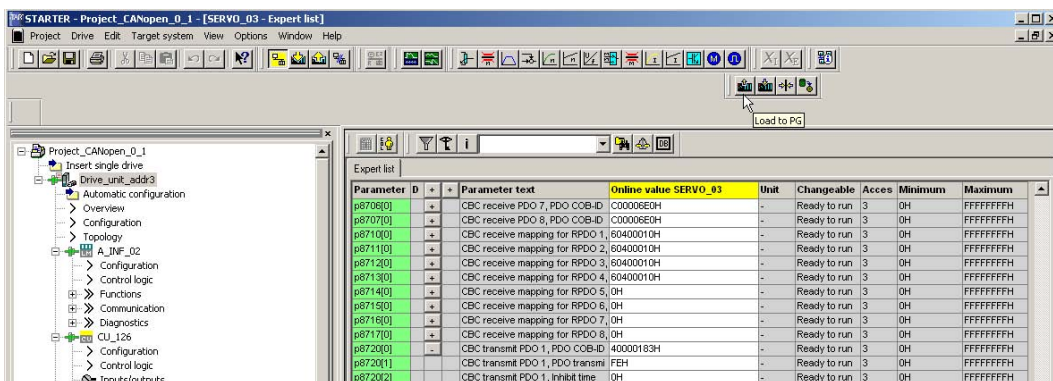 STARTER - Project_CANopen_0_1 - [SERVO_03 - Expert list]
Project Drive Edit Target system View Options Window Help
Load to PG
Project_CANopen_0_1
Insert single drive
Drive_unit_addr3
Automatic configuration
Overview
Configuration
Topology
A_INF_02
Configuration
Control logic
Functions
Communication
Diagnostics
CU_126
Configuration
Control logic
Inputs/outputs
Expert list
Parameter D + + Parameter text Online value SERVO_03 Unit Changeable Acces Minimum Maximum
p8706[0] + CBC receive PDO 7, PDO COB-ID C00006E0H - Ready to run 3 0H FFFFFFFFH
p8707[0] + CBC receive PDO 8, PDO COB-ID C00006E0H - Ready to run 3 0H FFFFFFFFH
p8710[0] + CBC receive mapping for RPDO 1, 60400010H - Ready to run 3 0H FFFFFFFFH
p8711[0] + CBC receive mapping for RPDO 2, 60400010H - Ready to run 3 0H FFFFFFFFH
p8712[0] + CBC receive mapping for RPDO 3, 60400010H - Ready to run 3 0H FFFFFFFFH
p8713[0] + CBC receive mapping for RPDO 4, 60400010H - Ready to run 3 0H FFFFFFFFH
p8714[0] + CBC receive mapping for RPDO 5, 0H - Ready to run 3 0H FFFFFFFFH
p8715[0] + CBC receive mapping for RPDO 6, 0H - Ready to run 3 0H FFFFFFFFH
p8716[0] + CBC receive mapping for RPDO 7, 0H - Ready to run 3 0H FFFFFFFFH
p8717[0] + CBC receive mapping for RPDO 8, 0H - Ready to run 3 0H FFFFFFFFH
p8720[0] - CBC transmit PDO 1, PDO COB-ID 40000183H - Ready to run 3 0H FFFFFFFFH
p8720[1] CBC transmit PDO 1, PDO transmi FEH - Ready to run 3 0H FFFFFFFFH
p8720[2] CBC transmit PDO 1, Inhibit time 0H - Ready to run 3 0H FFFFFFFFH